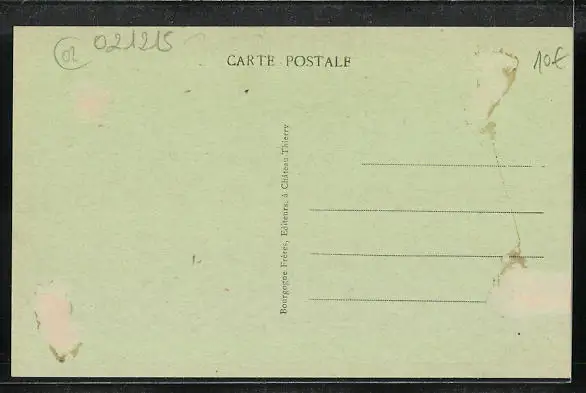 02 021215
CARTE POSTALE
10€
Bourgogne Frères, Editeurs, à Château-Thierry